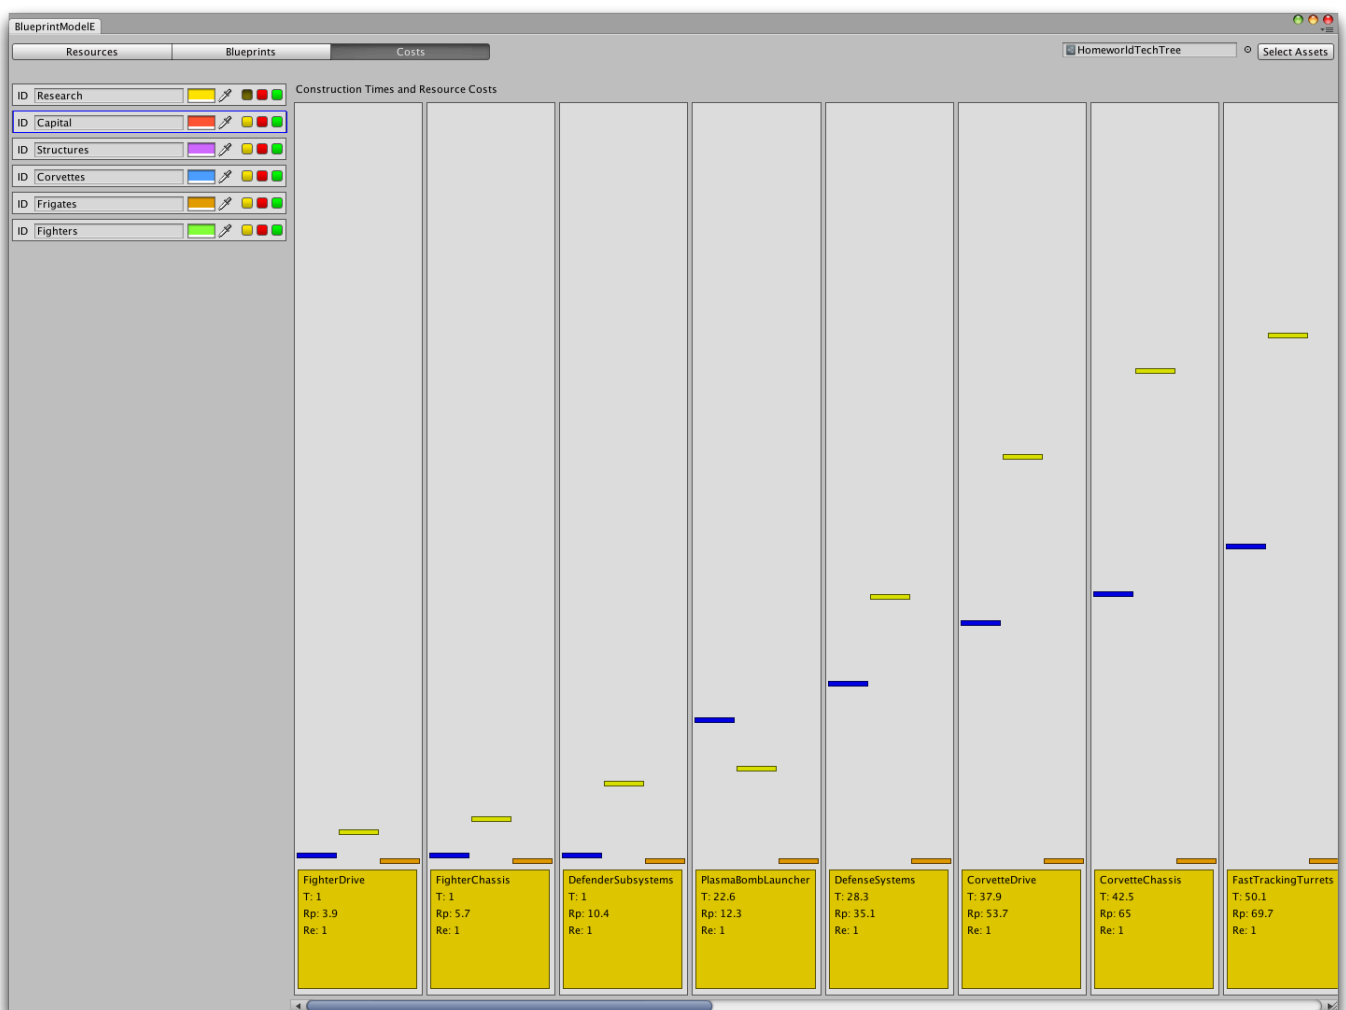 BlueprintModelE
Resources
Blueprints
Costs
HomeworldTechTree
Select Assets
ID Research
ID Capital
ID Structures
ID Corvettes
ID Frigates
ID Fighters
Construction Times and Resource Costs
FighterDrive
T: 1
Rp: 3.9
Re: 1
FighterChassis
T: 1
Rp: 5.7
Re: 1
DefenderSubsystems
T: 1
Rp: 10.4
Re: 1
PlasmaBombLauncher
T: 22.6
Rp: 12.3
Re: 1
DefenseSystems
T: 28.3
Rp: 35.1
Re: 1
CorvetteDrive
T: 37.9
Rp: 53.7
Re: 1
CorvetteChassis
T: 42.5
Rp: 65
Re: 1
FastTrackingTurrets
T: 50.1
Rp: 69.7
Re: 1